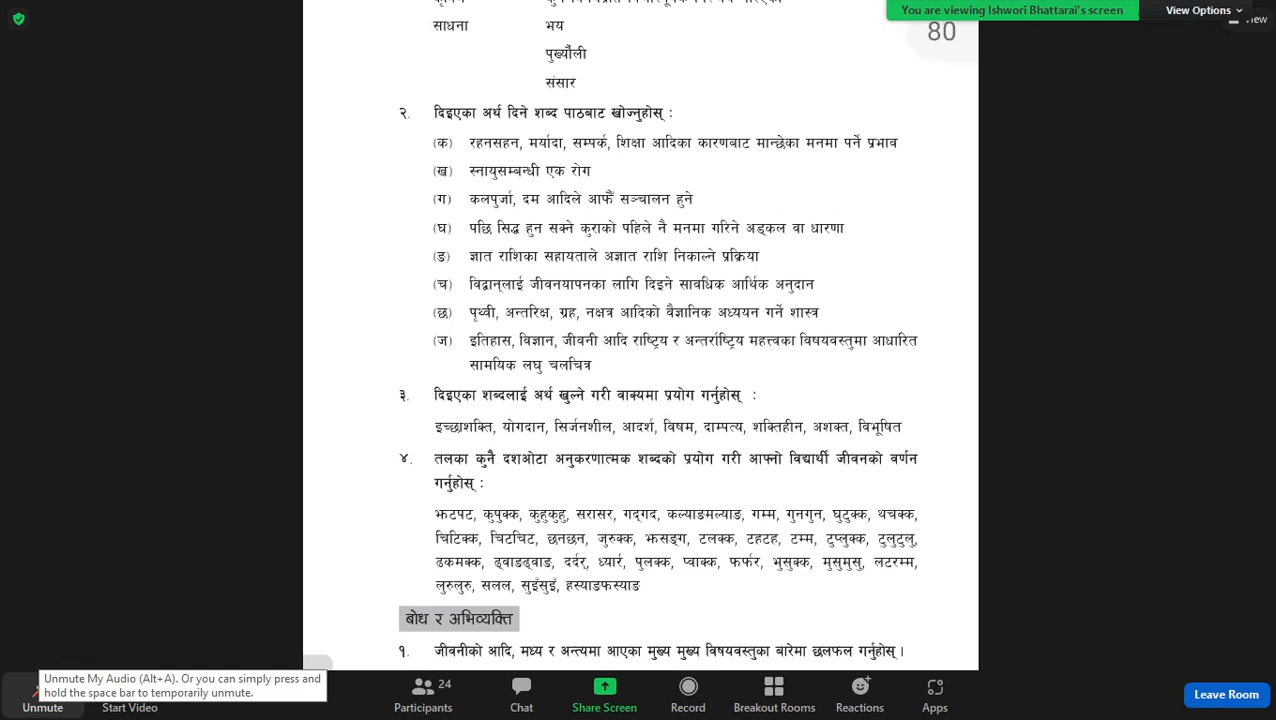 You are viewing Ishwori Bhattarai's screen
View Options
View
80
साधना
भय
पुर्ख्यौली
संसार
२. दिइएका अर्थ दिने शब्द पाठबाट खोज्नुहोस् :
(क) रहनसहन, मर्यादा, सम्पर्क, शिक्षा आदिका कारणबाट मान्छेका मनमा पर्ने प्रभाव
(ख) स्नायुसम्बन्धी एक रोग
(ग) कलपुर्जा, दम आदिले आफैँ सञ्चालन हुने
(घ) पछि सिद्ध हुन सक्ने कुराको पहिले नै मनमा गरिने अड्कल वा धारणा
(ङ) ज्ञात राशिका सहायताले अज्ञात राशि निकाल्ने प्रक्रिया
(च) विद्वान्‌लाई जीवनयापनका लागि दिइने सावधिक आर्थिक अनुदान
(छ) पृथ्वी, अन्तरिक्ष, ग्रह, नक्षत्र आदिको वैज्ञानिक अध्ययन गर्ने शास्त्र
(ज) इतिहास, विज्ञान, जीवनी आदि राष्ट्रिय र अन्तर्राष्ट्रिय महत्त्वका विषयवस्तुमा आधारित
सामयिक लघु चलचित्र
३. दिइएका शब्दलाई अर्थ खुल्ने गरी वाक्यमा प्रयोग गर्नुहोस् :
इच्छाशक्ति, योगदान, सिर्जनशील, आदर्श, विषम, दाम्पत्य, शक्तिहीन, अशक्त, विभूषित
४. तलका कुनै दशओटा अनुकरणात्मक शब्दको प्रयोग गरी आफ्नो विद्यार्थी जीवनको वर्णन
गर्नुहोस् :
झटपट, कुपुक्क, कुहुकुहु, सरासर, गद्‌गद, कल्याङमल्याङ, गम्म, गुनगुन, घुटुक्क, थचक्क,
चिटिक्क, चिटचिट, छनछन, जुरुक्क, झसङ्ग, टलक्क, टहटह, टम्म, टुप्लुक्क, टुलुटुलु,
ढकमक्क, ढ्वाङढ्वाङ, दर्दर्, ध्यार्र, पुलक्क, प्वाक्क, फर्फर, भुसुक्क, मुसुमुसु, लटरम्म,
लुरुलुरु, सलल, सुइँसुइँ, हस्याङफस्याङ
बोध र अभिव्यक्ति
१. जीवनीको आदि, मध्य र अन्त्यमा आएका मुख्य मुख्य विषयवस्तुका बारेमा छलफल गर्नुहोस् ।
Unmute My Audio (Alt+A). Or you can simply press and
hold the space bar to temporarily unmute.
24
Unmute
Start Video
Participants
Chat
Share Screen
Record
Breakout Rooms
Reactions
Apps
Leave Room